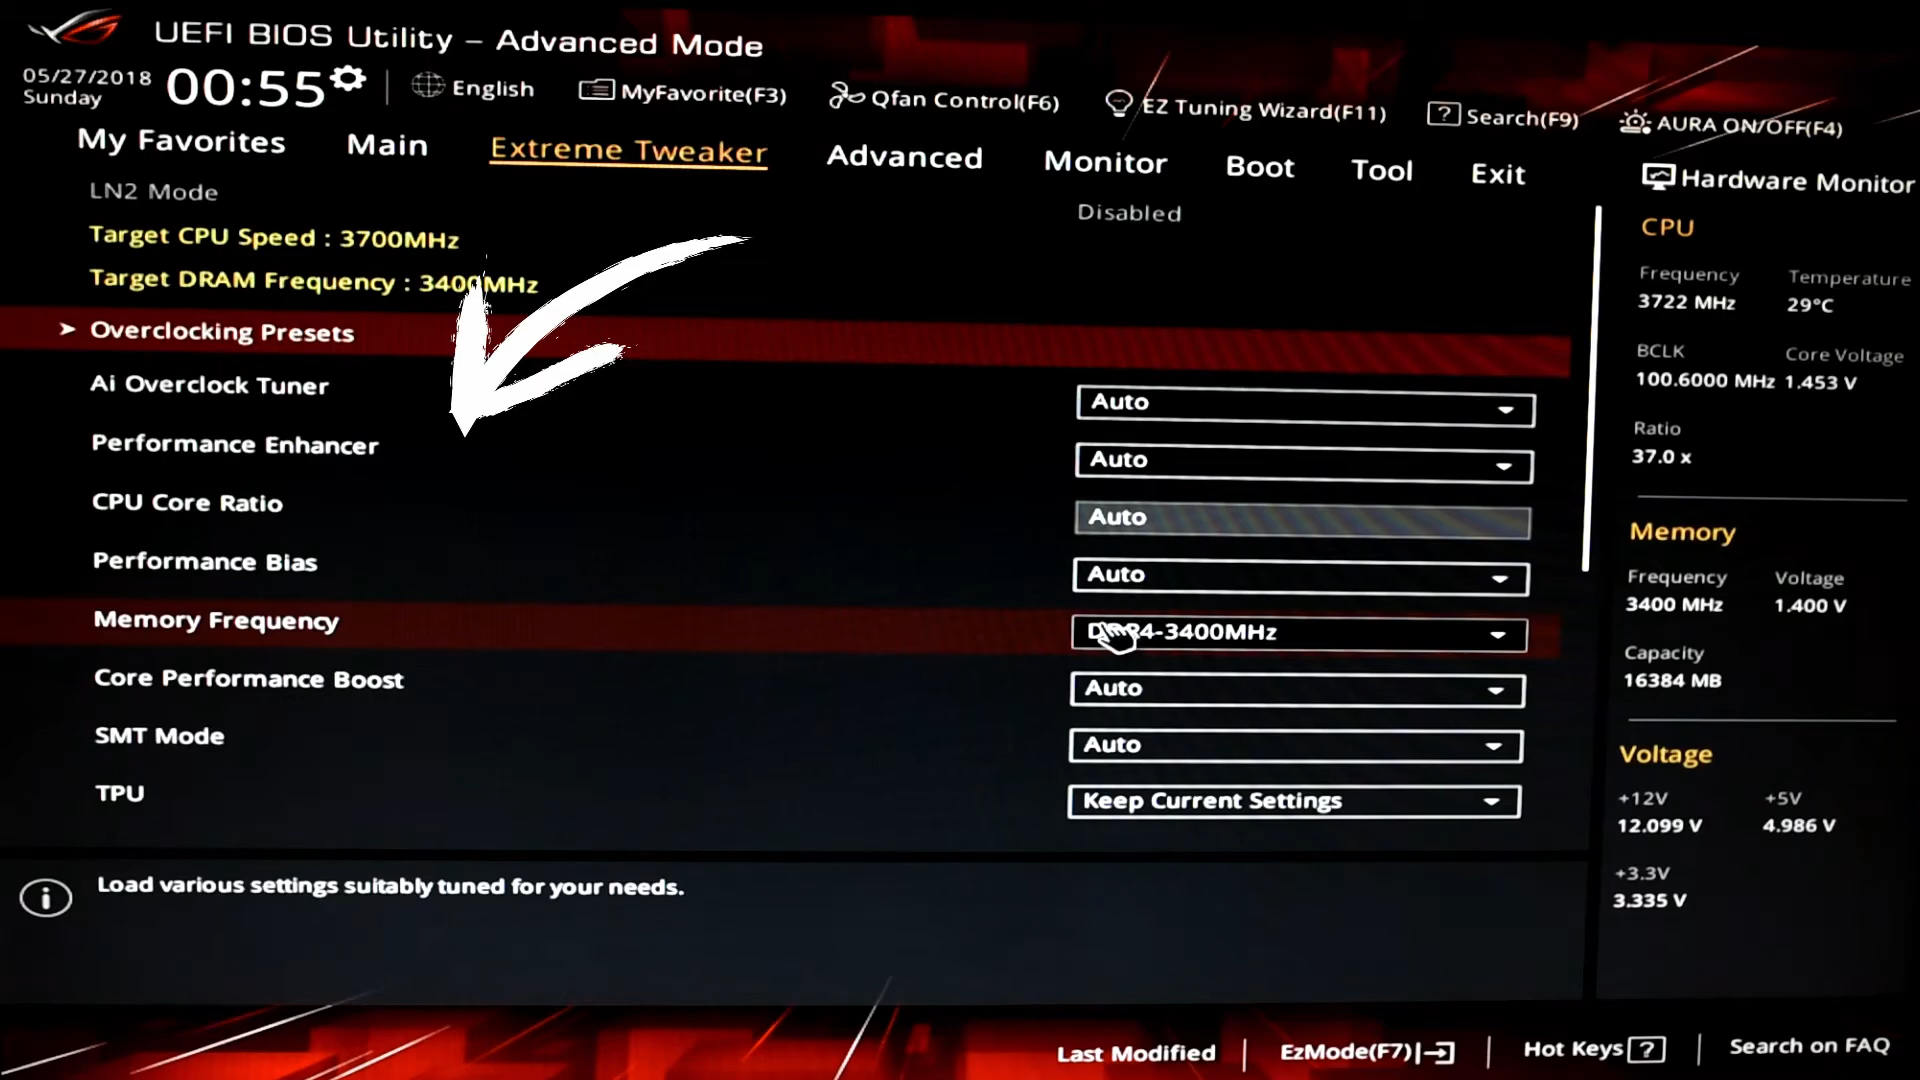 UEFI BIOS Utility – Advanced Mode
05/27/2018
Sunday
00:55
English
MyFavorite(F3)
Qfan Control(F6)
EZ Tuning Wizard(F11)
? Search(F9)
AURA ON/OFF(F4)
My Favorites
Main
Extreme Tweaker
Advanced
Monitor
Boot
Tool
Exit
LN2 Mode
Disabled
Target CPU Speed : 3700MHz
Target DRAM Frequency : 3400MHz
Overclocking Presets
Ai Overclock Tuner
Auto
Performance Enhancer
Auto
CPU Core Ratio
Auto
Performance Bias
Auto
Memory Frequency
DDR4-3400MHz
Core Performance Boost
Auto
SMT Mode
Auto
TPU
Keep Current Settings
i Load various settings suitably tuned for your needs.
Hardware Monitor
CPU
Frequency Temperature
3722 MHz 29°C
BCLK Core Voltage
100.6000 MHz 1.453 V
Ratio
37.0 x
Memory
Frequency Voltage
3400 MHz 1.400 V
Capacity
16384 MB
Voltage
+12V +5V
12.099 V 4.986 V
+3.3V
3.335 V
Last Modified
EzMode(F7)
Hot Keys ?
Search on FAQ